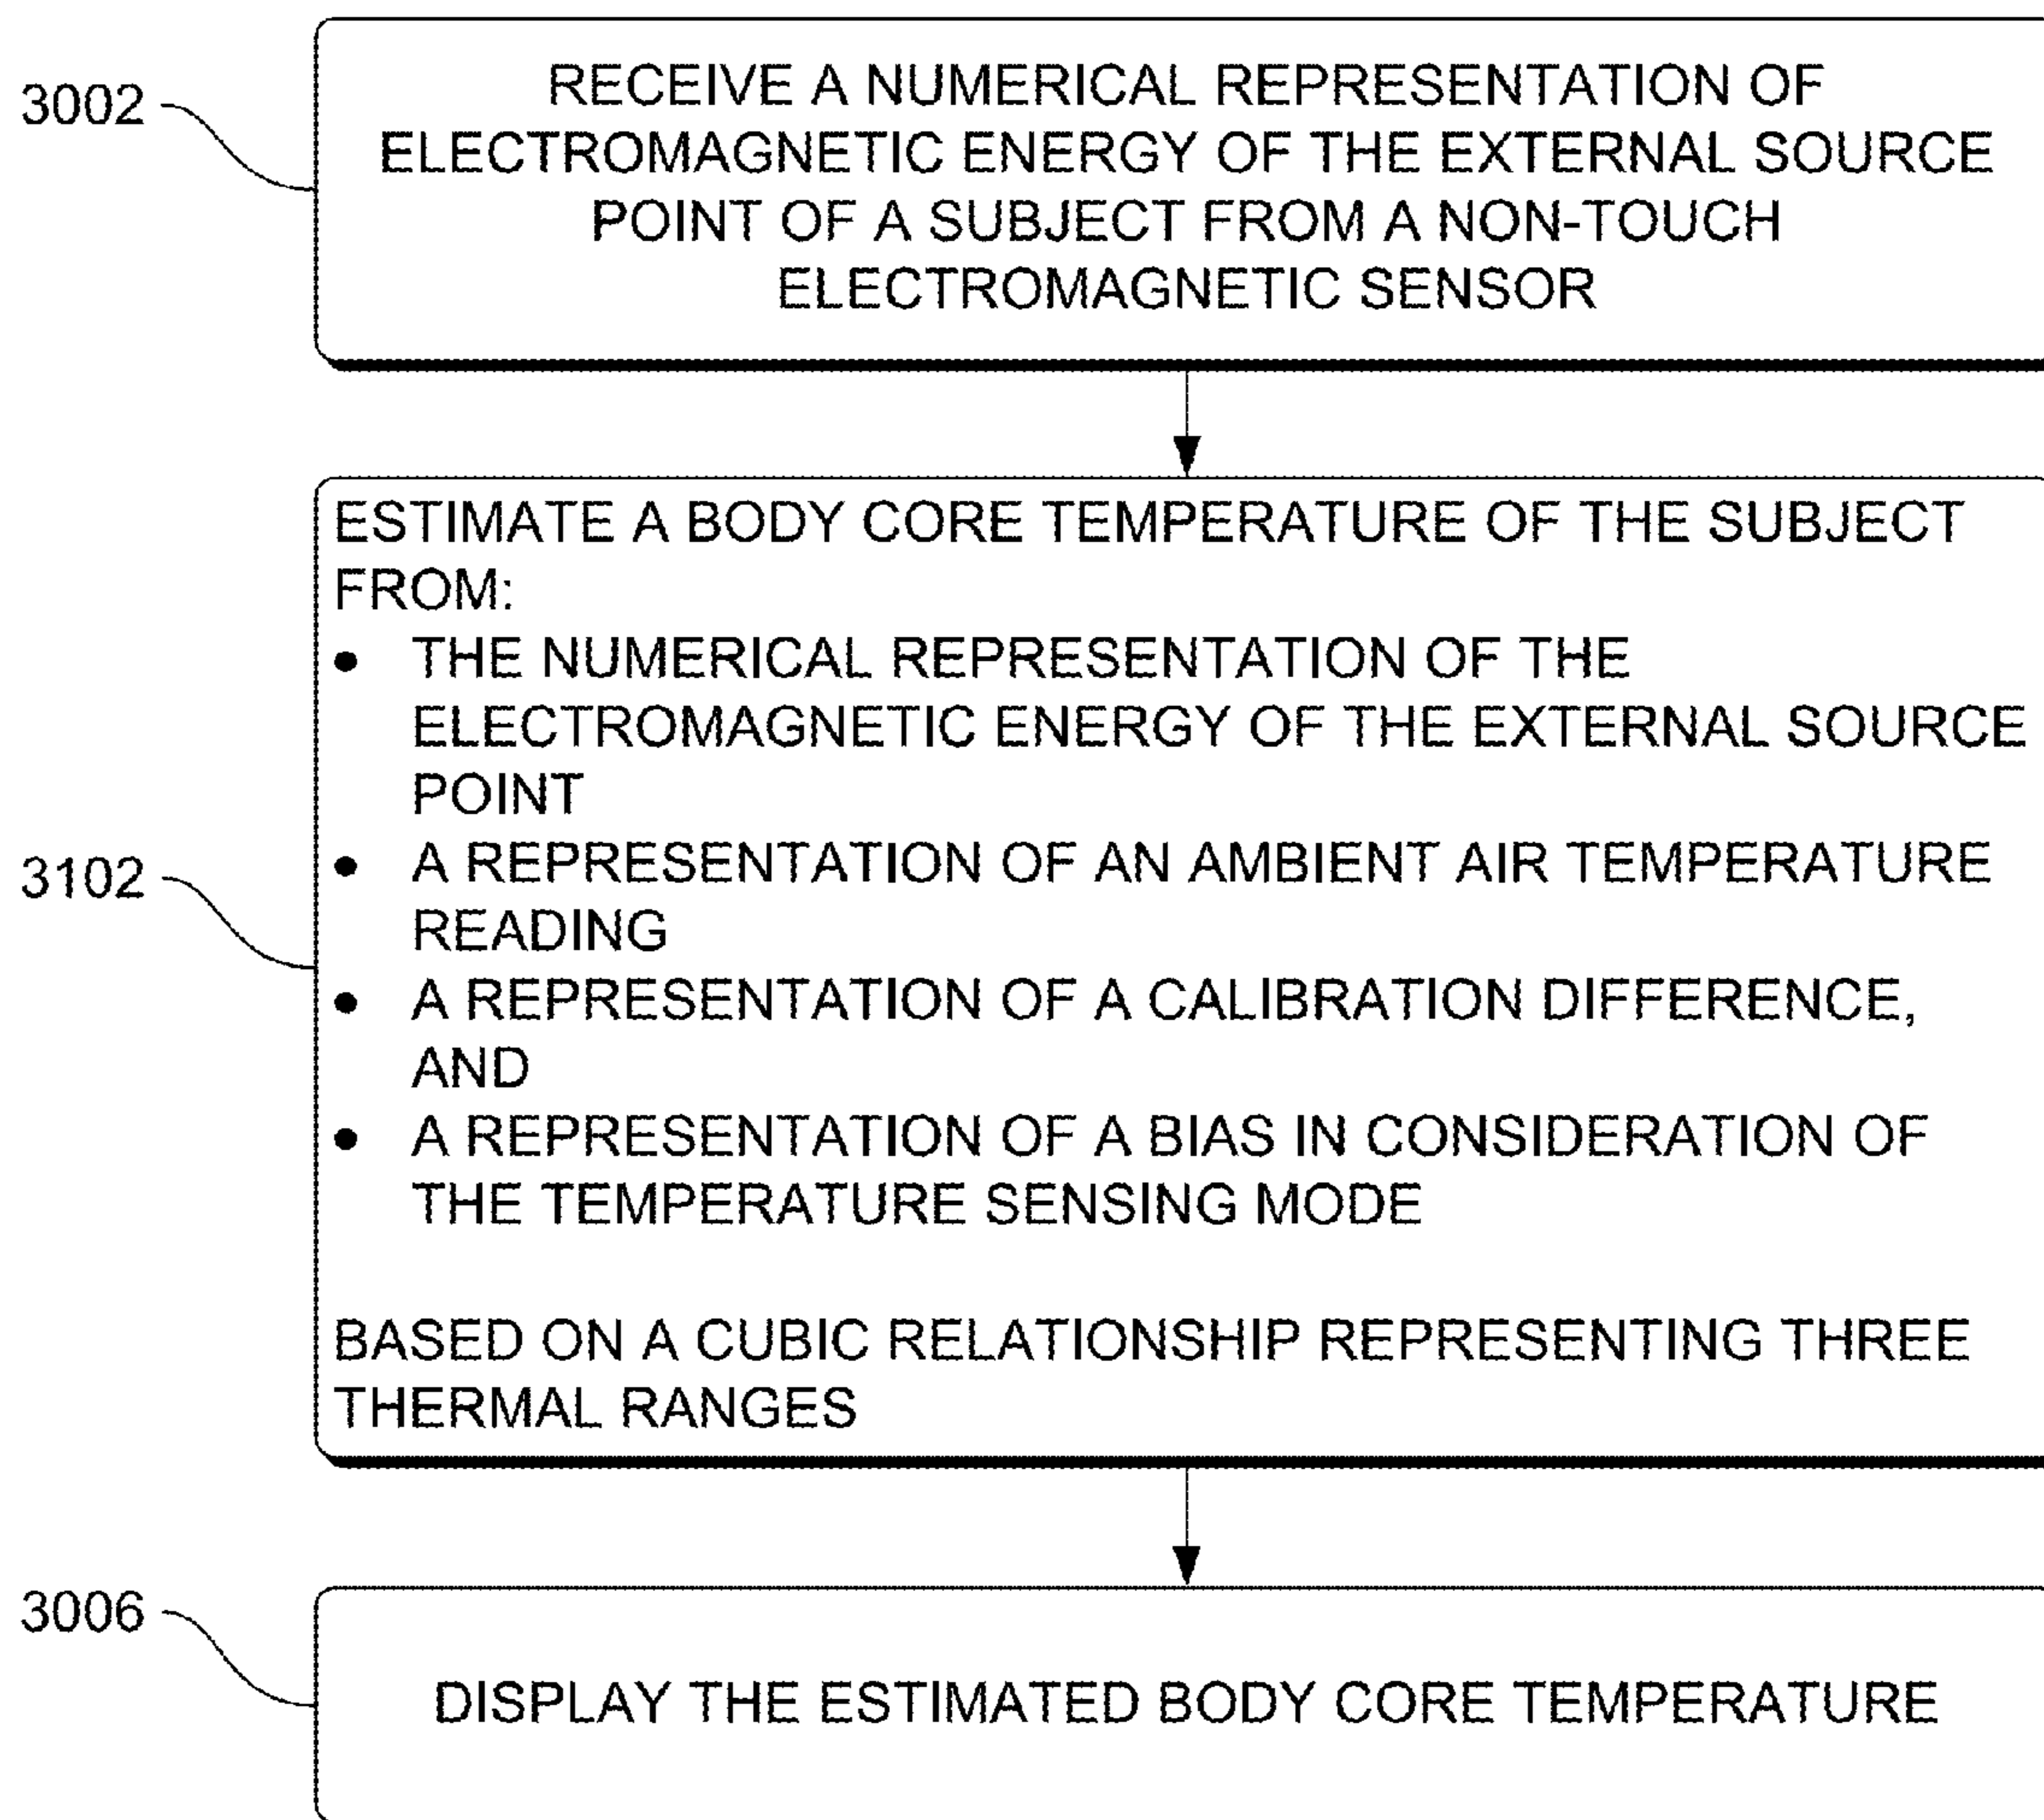 3002
RECEIVE A NUMERICAL REPRESENTATION OF
ELECTROMAGNETIC ENERGY OF THE EXTERNAL SOURCE
POINT OF A SUBJECT FROM A NON-TOUCH
ELECTROMAGNETIC SENSOR
3102
ESTIMATE A BODY CORE TEMPERATURE OF THE SUBJECT
FROM:
• THE NUMERICAL REPRESENTATION OF THE
ELECTROMAGNETIC ENERGY OF THE EXTERNAL SOURCE
POINT
• A REPRESENTATION OF AN AMBIENT AIR TEMPERATURE
READING
• A REPRESENTATION OF A CALIBRATION DIFFERENCE,
AND
• A REPRESENTATION OF A BIAS IN CONSIDERATION OF
THE TEMPERATURE SENSING MODE
BASED ON A CUBIC RELATIONSHIP REPRESENTING THREE
THERMAL RANGES
3006
DISPLAY THE ESTIMATED BODY CORE TEMPERATURE